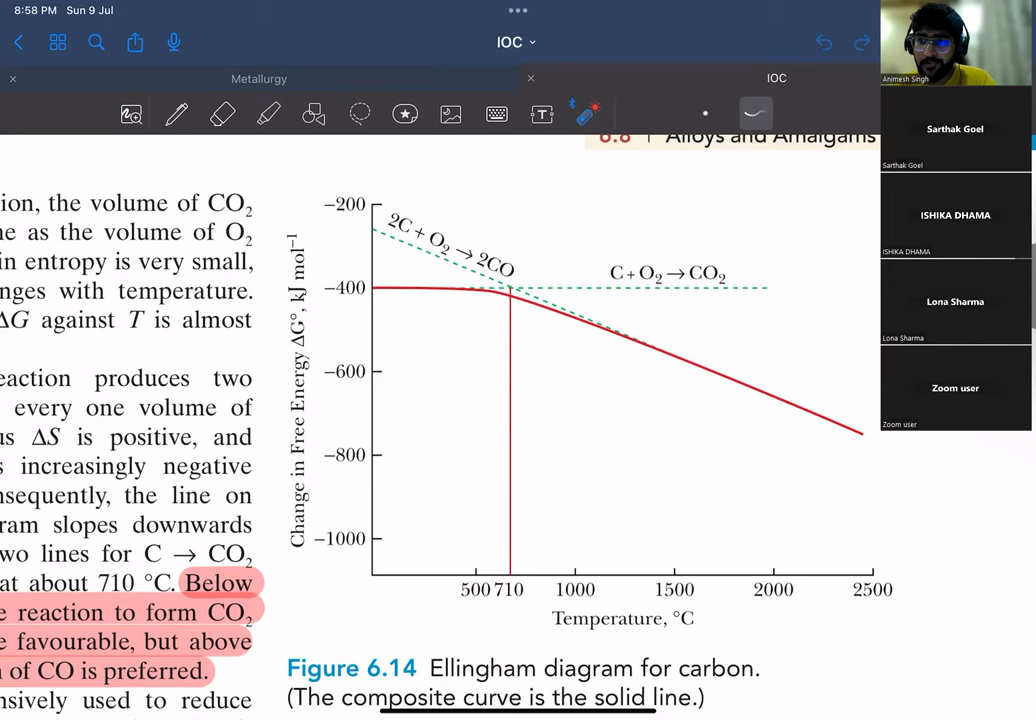 8:58 PM Sun 9 Jul
IOC
Metallurgy
IOC
Animesh Singh
Sarthak Goel
Sarthak Goel
ISHIKA DHAMA
ISHIKA DHAMA
Lona Sharma
Lona Sharma
Zoom user
Zoom user
6.8 Alloys and Amalgams
ion, the volume of CO₂
ne as the volume of O₂
in entropy is very small,
nges with temperature.
ΔG against T is almost
eaction produces two
every one volume of
us ΔS is positive, and
s increasingly negative
nsequently, the line on
ram slopes downwards
wo lines for C → CO₂
at about 710 °C. Below
e reaction to form CO₂
e favourable, but above
n of CO is preferred.
nsively used to reduce
Change in Free Energy ΔG°, kJ mol⁻¹
−200
−400
−600
−800
−1000
2C + O₂ → 2CO
C + O₂ → CO₂
500 710 1000 1500 2000 2500
Temperature, °C
Figure 6.14 Ellingham diagram for carbon.
(The composite curve is the solid line.)